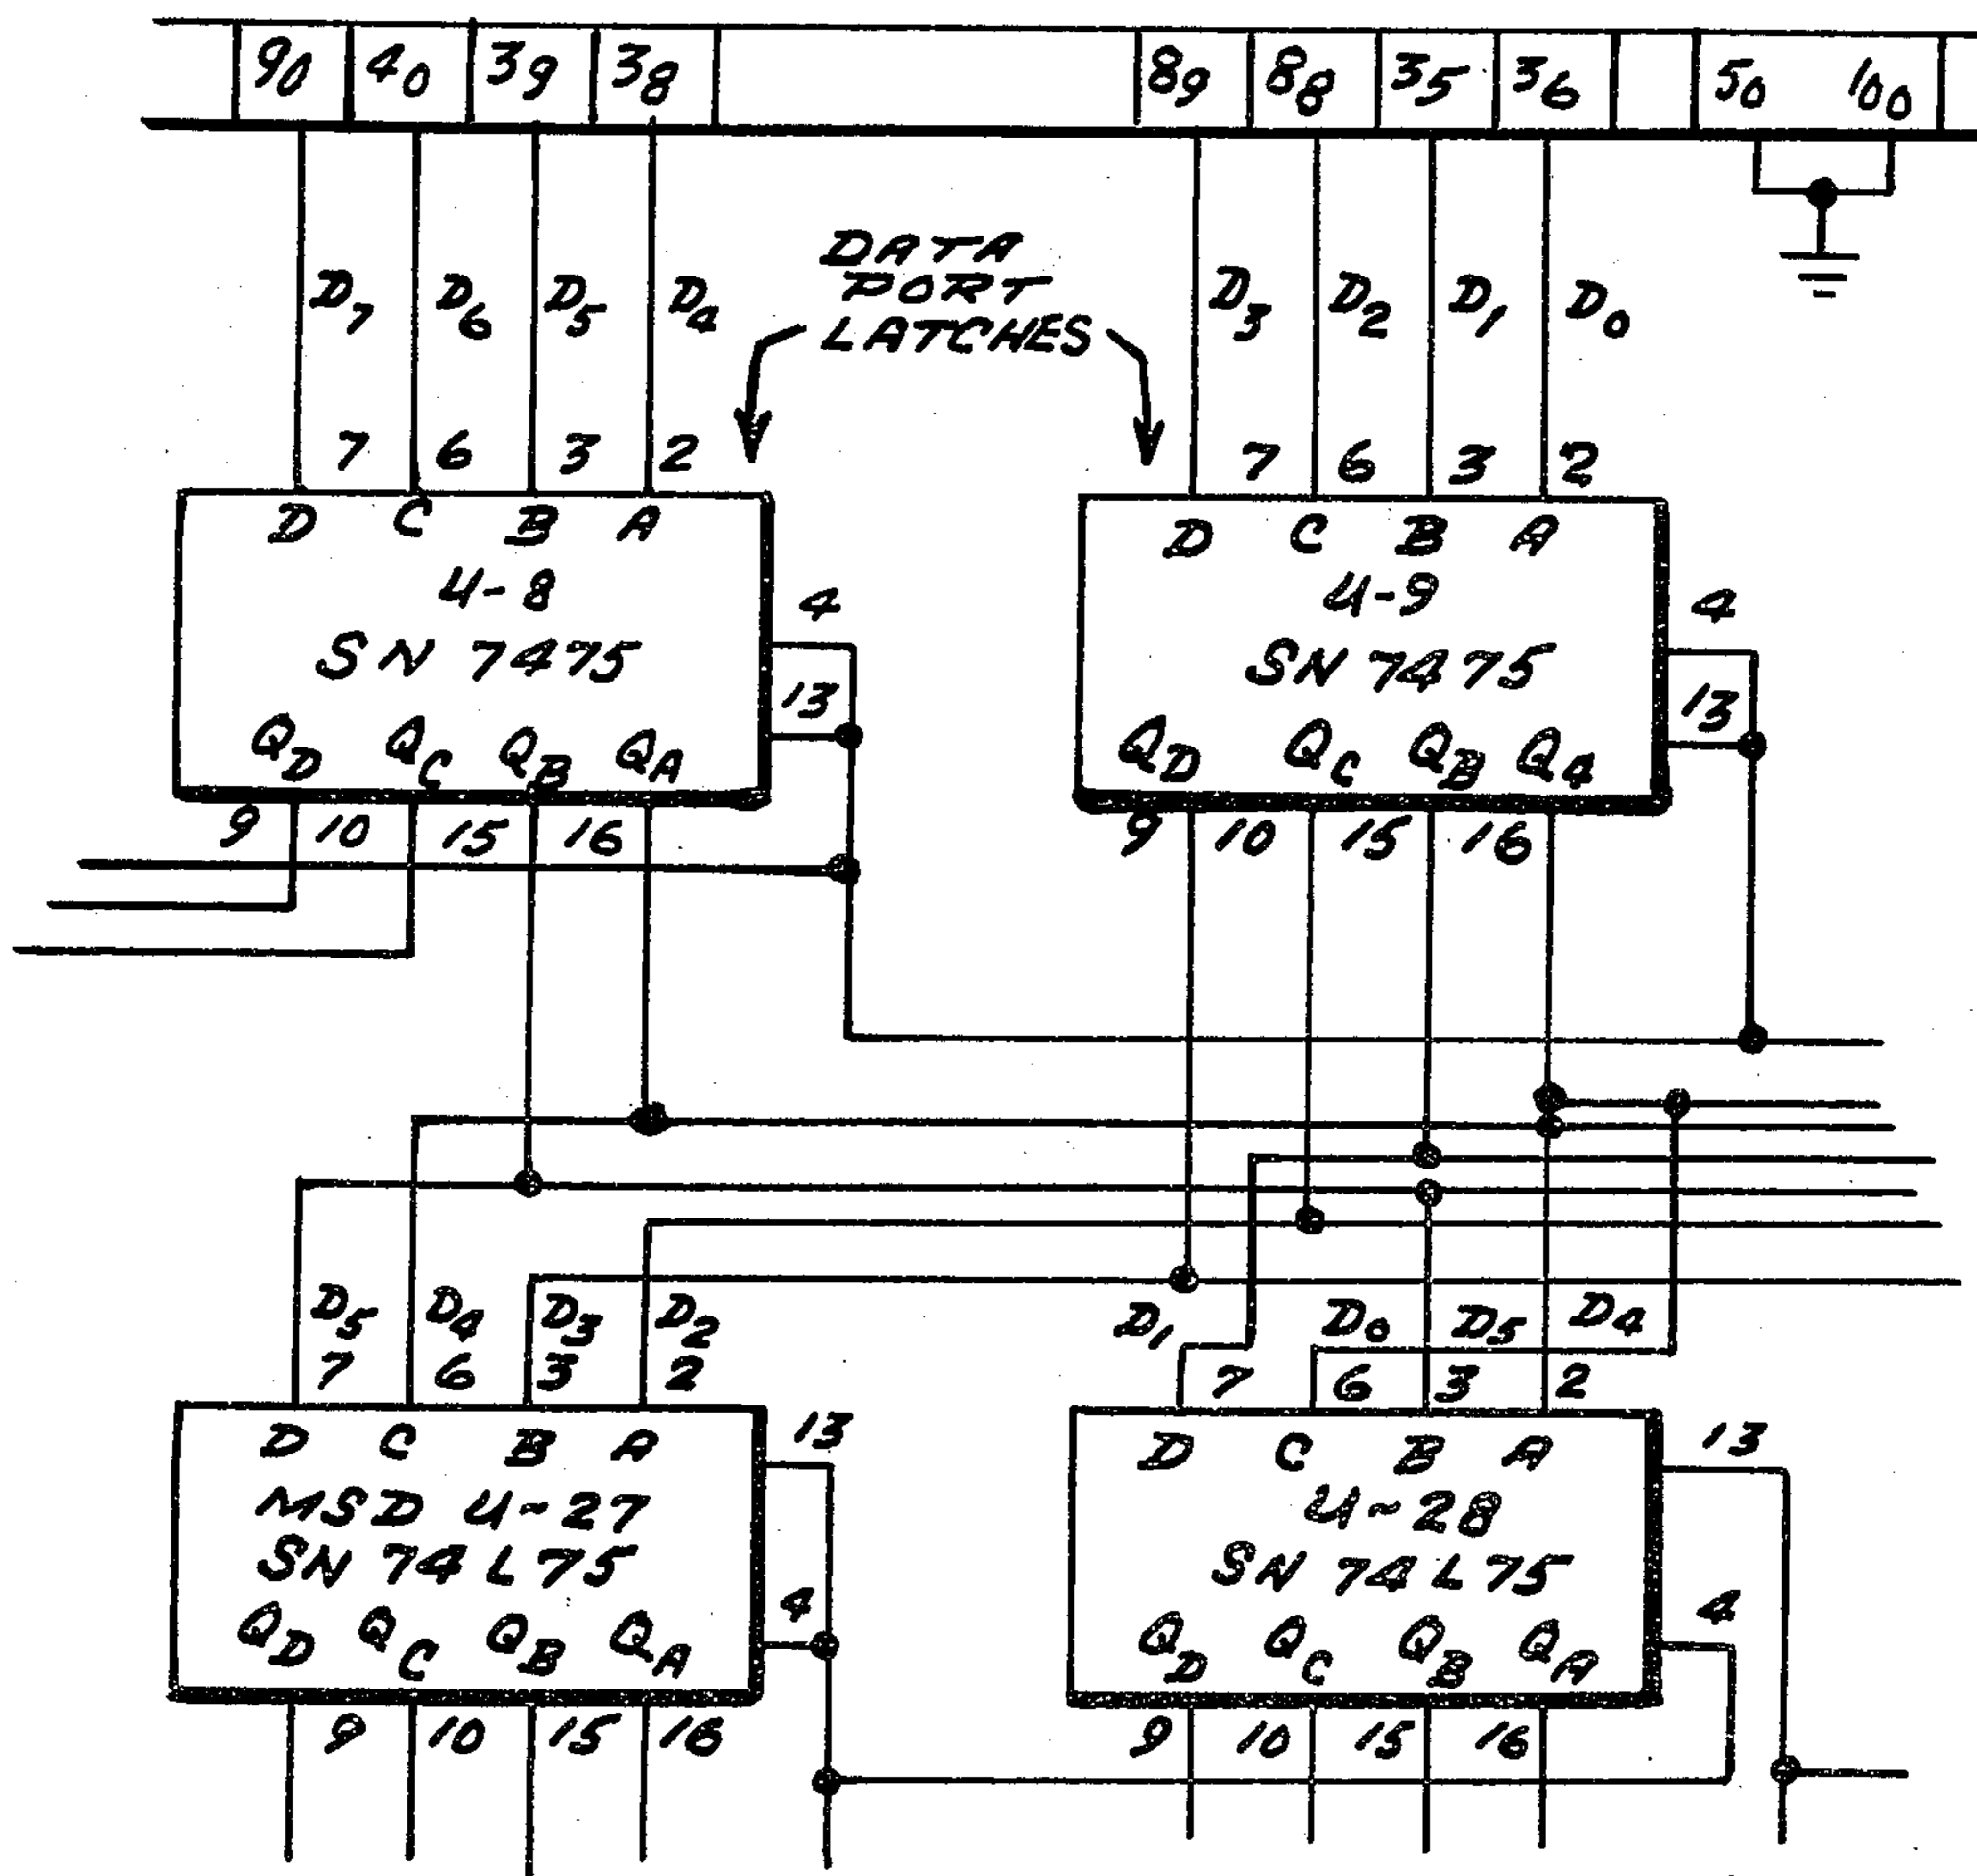 90 40 39 38 89 88 35 36 50 100
DATA
PORT
LATCHES
D7 D6 D5 D4 D3 D2 D1 D0
7 6 3 2 7 6 3 2
D C B A
U-8
SN 7475
QD QC QB QA
4
13
9 10 15 16
D C B A
U-9
SN 7475
QD QC QB QA
4
13
9 10 15 16
D5 D4 D3 D2
7 6 3 2
D C B A
MSD U-27
SN 74L75
QD QC QB QA
13
4
9 10 15 16
D1 D0 D5 D4
7 6 3 2
D C B A
U-28
SN 74L75
QD QC QB QA
13
4
9 10 15 16